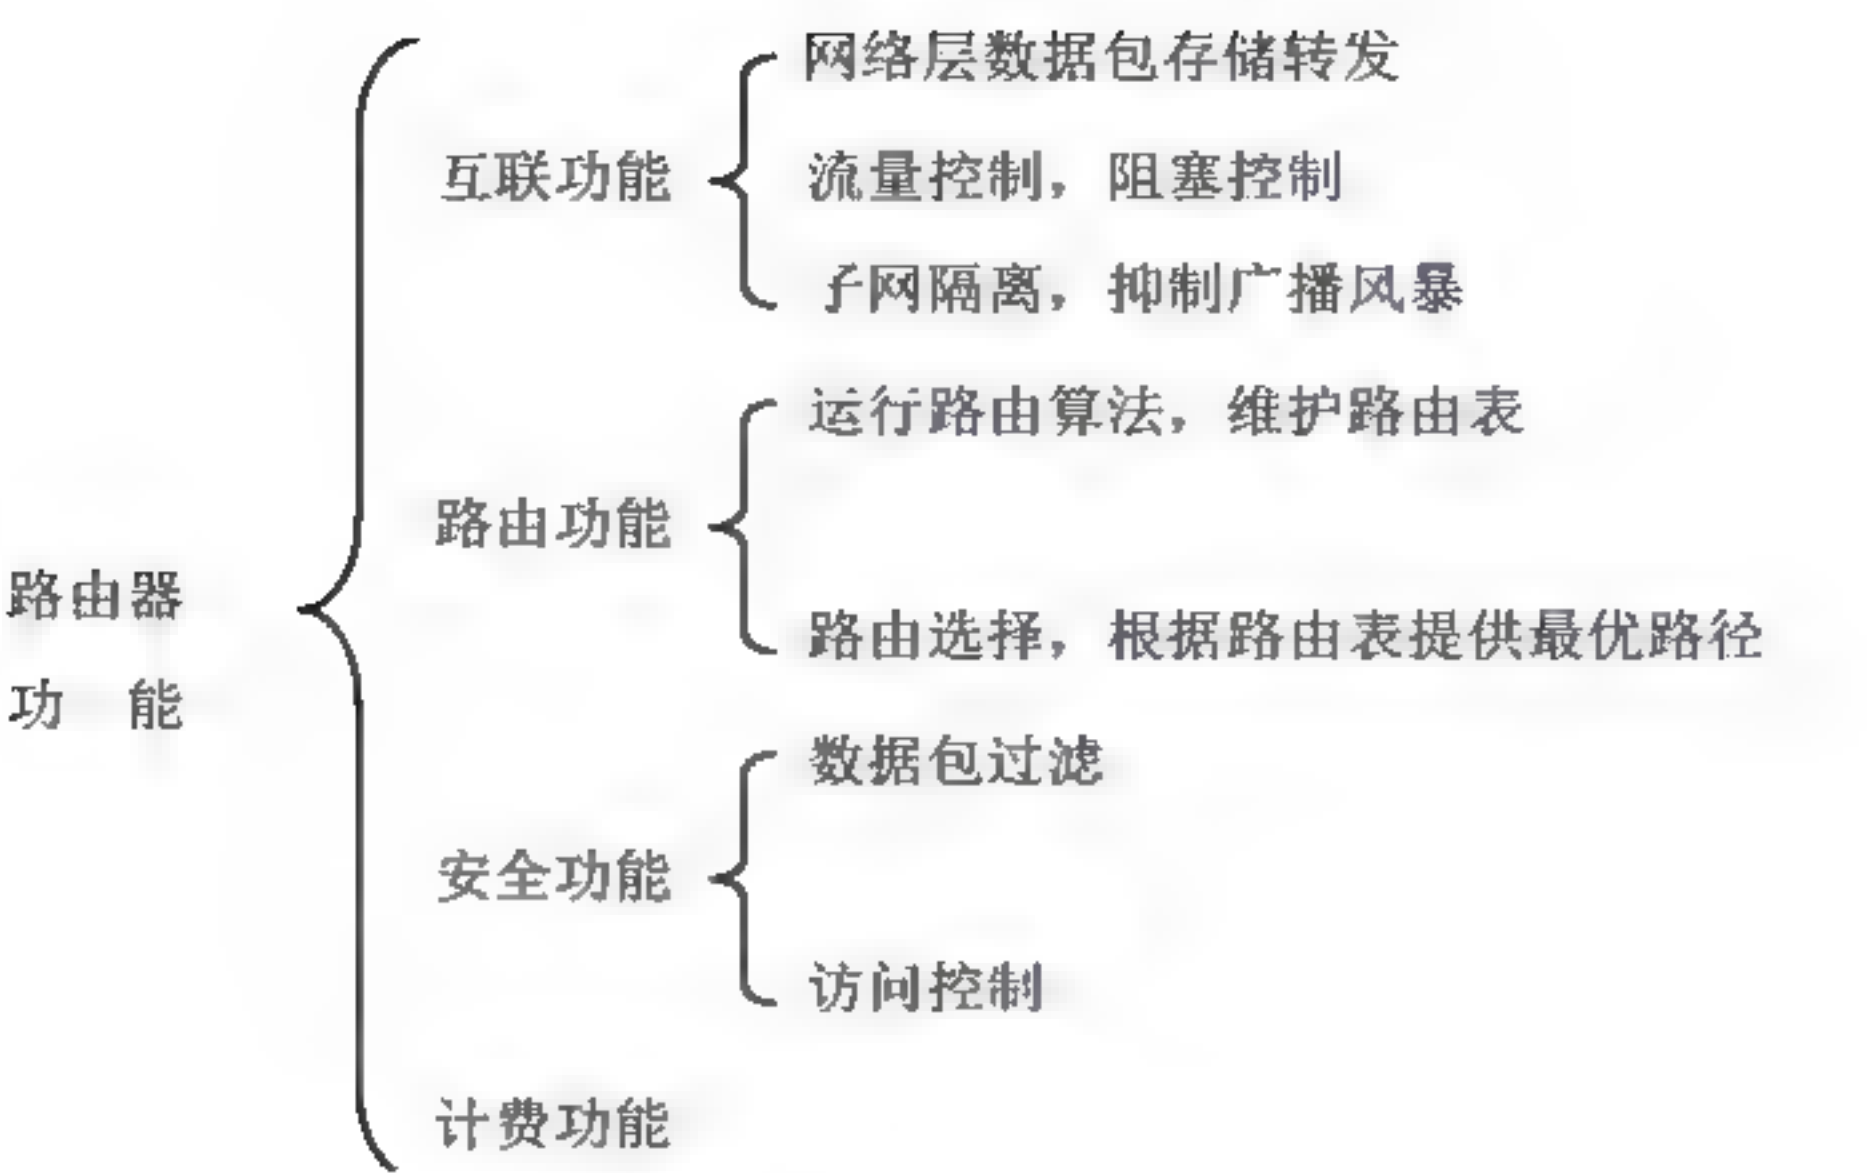 路由器
功 能
互联功能
网络层数据包存储转发
流量控制，阻塞控制
子网隔离，抑制广播风暴
路由功能
运行路由算法，维护路由表
路由选择，根据路由表提供最优路径
安全功能
数据包过滤
访问控制
计费功能